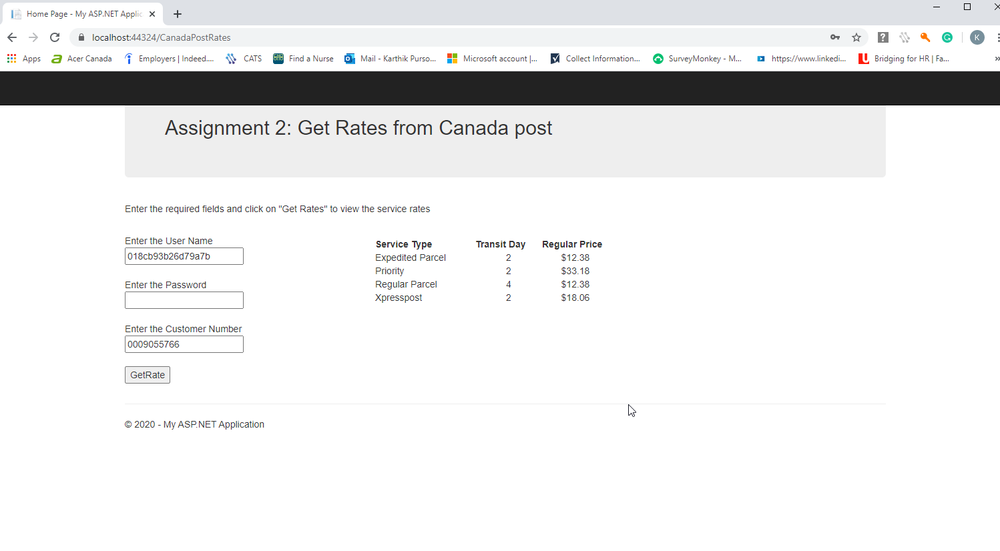 Home Page - My ASP.NET Applic
localhost:44324/CanadaPostRates
K
Apps Acer Canada Employers | Indeed.... CATS Find a Nurse Mail - Karthik Purso... Microsoft account |... Collect Information... SurveyMonkey - M... https://www.linkedi... Bridging for HR | Fa... »
Assignment 2: Get Rates from Canada post
Enter the required fields and click on "Get Rates" to view the service rates
Enter the User Name
018cb93b26d79a7b
Enter the Password
Enter the Customer Number
0009055766
GetRate
Service Type Transit Day Regular Price
Expedited Parcel 2 $12.38
Priority 2 $33.18
Regular Parcel 4 $12.38
Xpresspost 2 $18.06
© 2020 - My ASP.NET Application